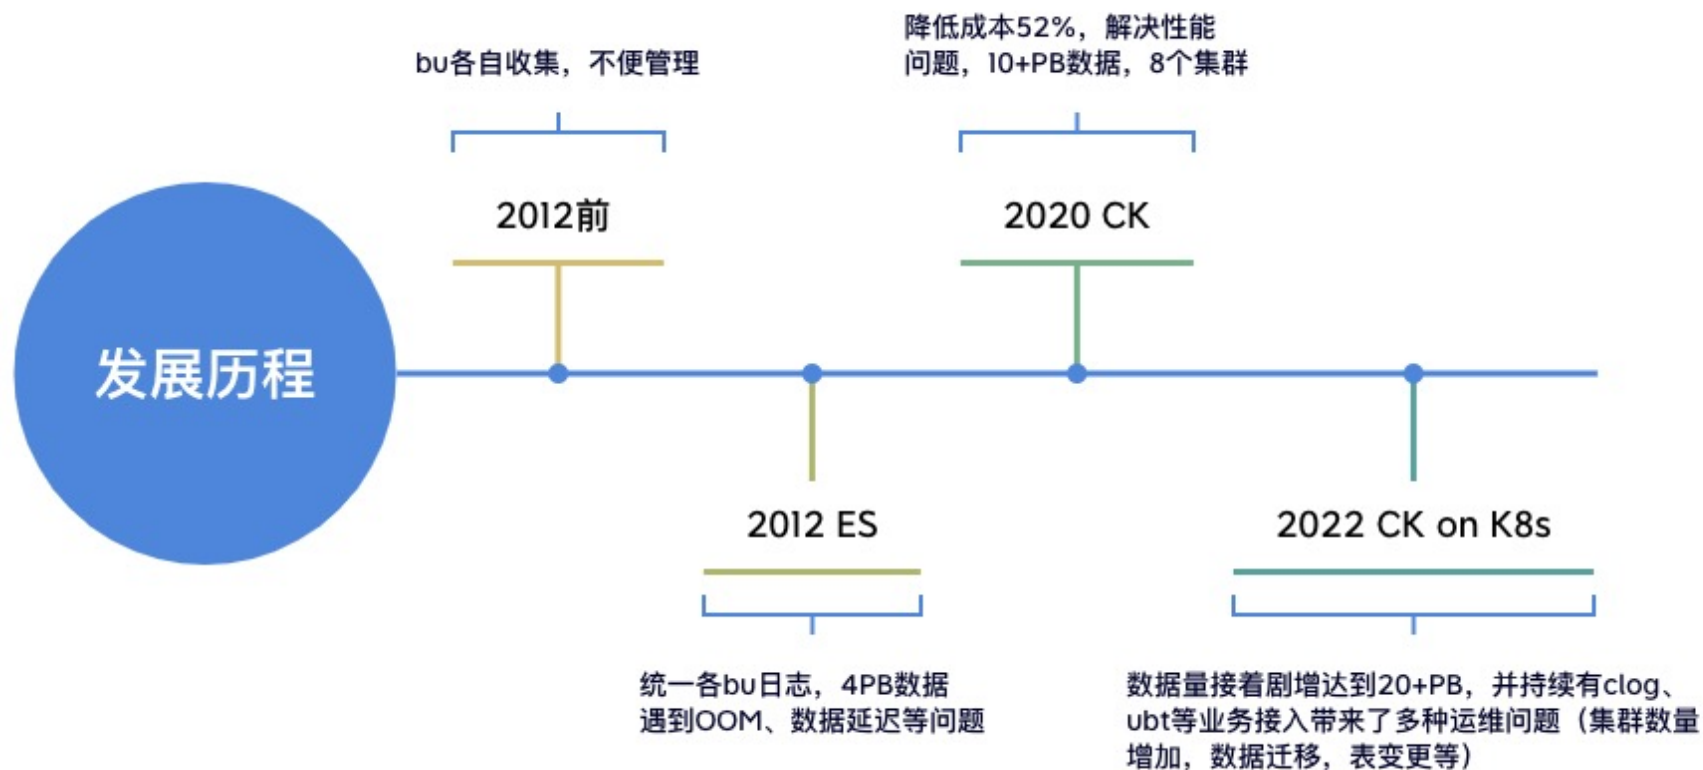 发展历程
bu各自收集，不便管理
2012前
2012 ES
统一各bu日志，4PB数据
遇到OOM、数据延迟等问题
降低成本52%，解决性能
问题，10+PB数据，8个集群
2020 CK
2022 CK on K8s
数据量接着剧增达到20+PB，并持续有clog、
ubt等业务接入带来了多种运维问题（集群数量
增加，数据迁移，表变更等）